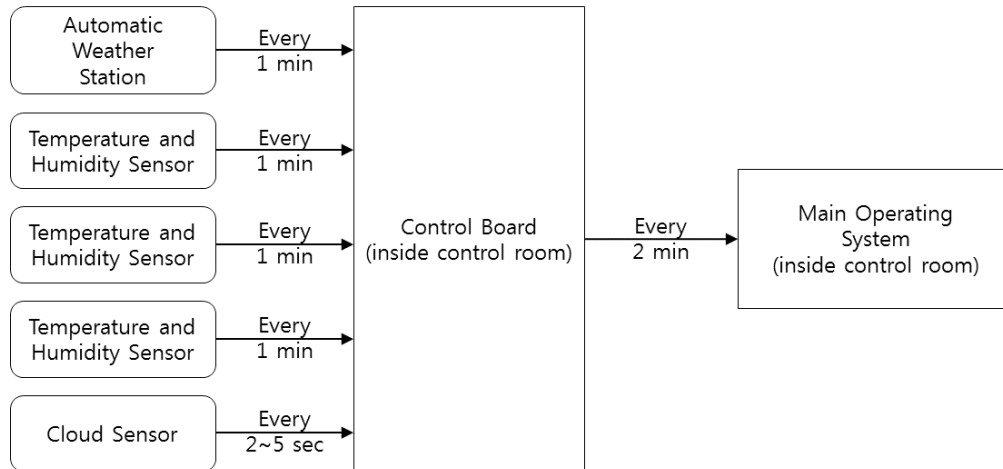 Automatic
Weather
Station
Every
1 min
Temperature and
Humidity Sensor
Every
1 min
Temperature and
Humidity Sensor
Every
1 min
Temperature and
Humidity Sensor
Every
1 min
Cloud Sensor
Every
2~5 sec
Control Board
(inside control room)
Every
2 min
Main Operating
System
(inside control room)